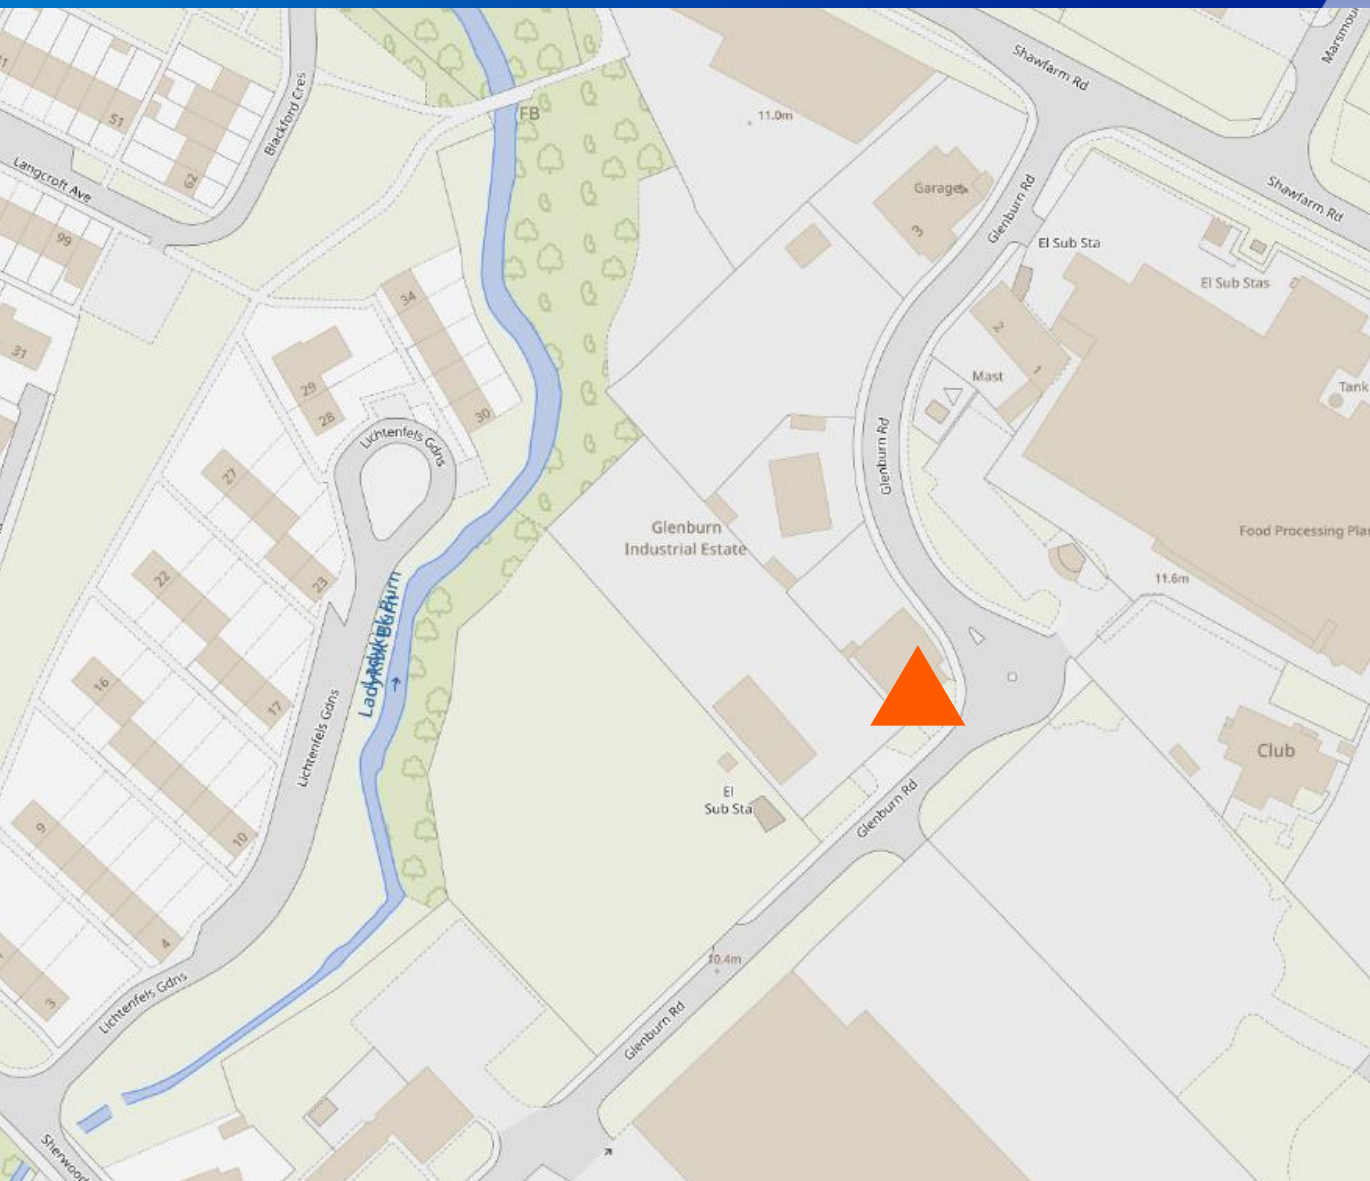 Shawfarm Rd
51
Blackford Cres
FB
11.0m
Langcroft Ave
62
Garage
3
Glenburn Rd
Shawfarm Rd
99
El Sub Sta
El Sub Stas
34
2
31
29
28
30
1
Mast
Tank
Lichtenfels Gdns
Glenburn Rd
27
Glenburn
Industrial Estate
Food Processing Pla
22
23
11.6m
Ladykirk Burn
16
17
Lichtenfels Gdns
Club
El
Sub Sta
Glenburn Rd
9
10
4
10.4m
3
Lichtenfels Gdns
Glenburn Rd
Sherwood